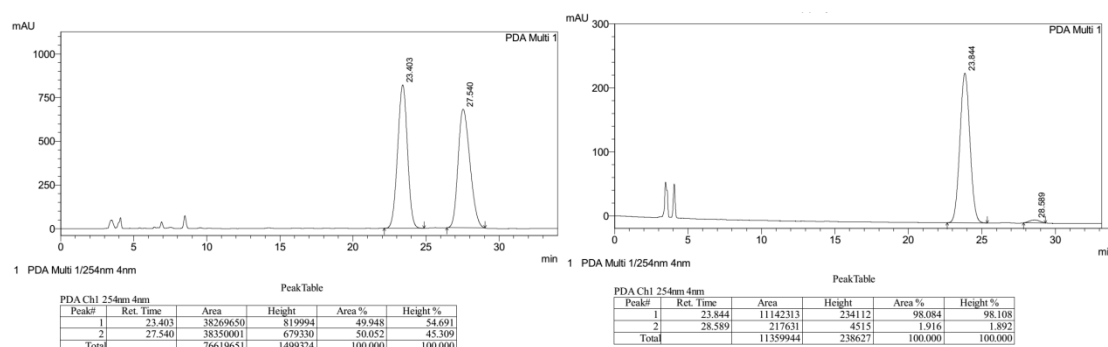 mAU
PDA Multi 1
1000
750
500
250
0
23.403
27.540
0 5 10 15 20 25 30
min
1 PDA Multi 1/254nm 4nm
PeakTable
PDA Ch1 254nm 4nm
Peak# Ret. Time Area Height Area % Height %
1 23.403 38269650 819994 49.948 54.691
2 27.540 38350001 679330 50.052 45.309
Total 76619651 1499324 100.000 100.000
mAU
PDA Multi 1
300
200
100
0
23.844
28.589
0 5 10 15 20 25 30
mi
1 PDA Multi 1/254nm 4nm
PeakTable
PDA Ch1 254nm 4nm
Peak# Ret. Time Area Height Area % Height %
1 23.844 11142313 234112 98.084 98.108
2 28.589 217631 4515 1.916 1.892
Total 11359944 238627 100.000 100.000